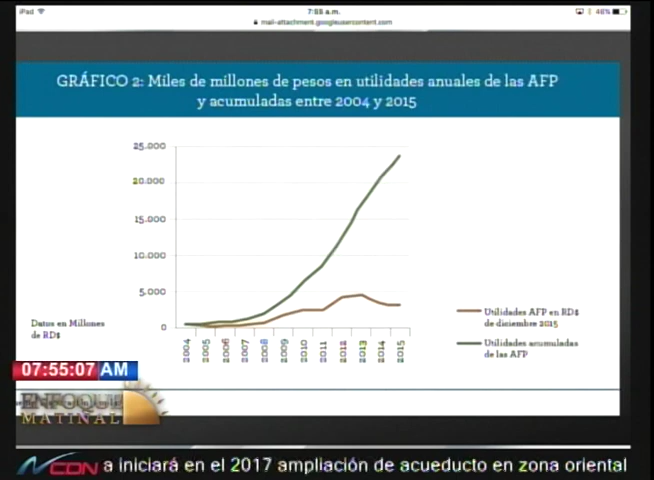 iPad
7:55 a.m.
46%
mail-attachment.googleusercontent.com
GRÁFICO 2: Miles de millones de pesos en utilidades anuales de las AFP
y acumuladas entre 2004 y 2015
25.000
20.000
15.000
10.000
5.000
0
2004
2005
2006
2007
2008
2009
2010
2011
2012
2013
2014
2015
Datos en Millones
de RD$
Utilidades AFP en RD$
de diciembre 2015
Utilidades acumuladas
de las AFP
07:55:07 AM
ENFOQUE
MATINAL
NCDN a iniciará en el 2017 ampliación de acueducto en zona oriental